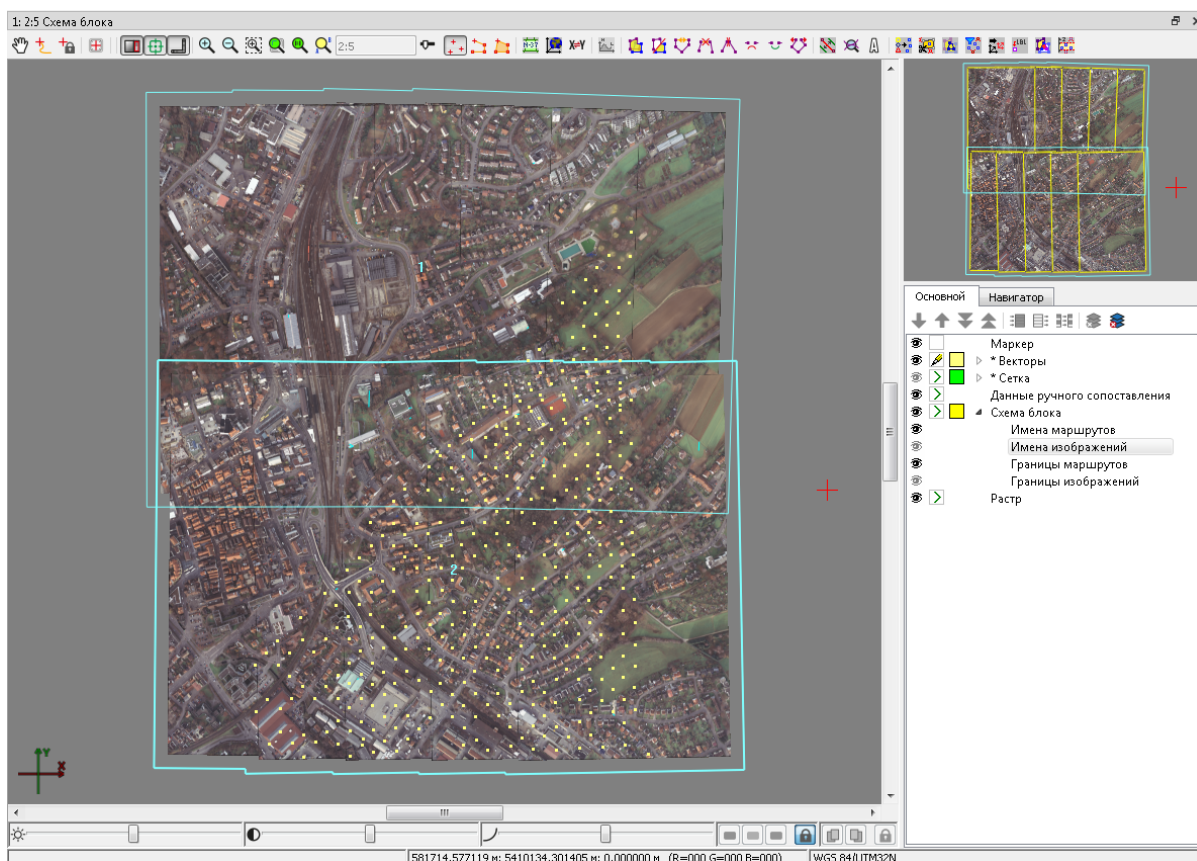 1: 2:5 Схема блока
2:5
1
2
Основной
Навигатор
Маркер
* Векторы
* Сетка
Данные ручного сопоставления
Схема блока
Имена маршрутов
Имена изображений
Границы маршрутов
Границы изображений
Растр
Y
X
581714.577119 м; 5410134.301405 м; 0.000000 м (R=000 G=000 B=000)
WGS 84/UTM32N